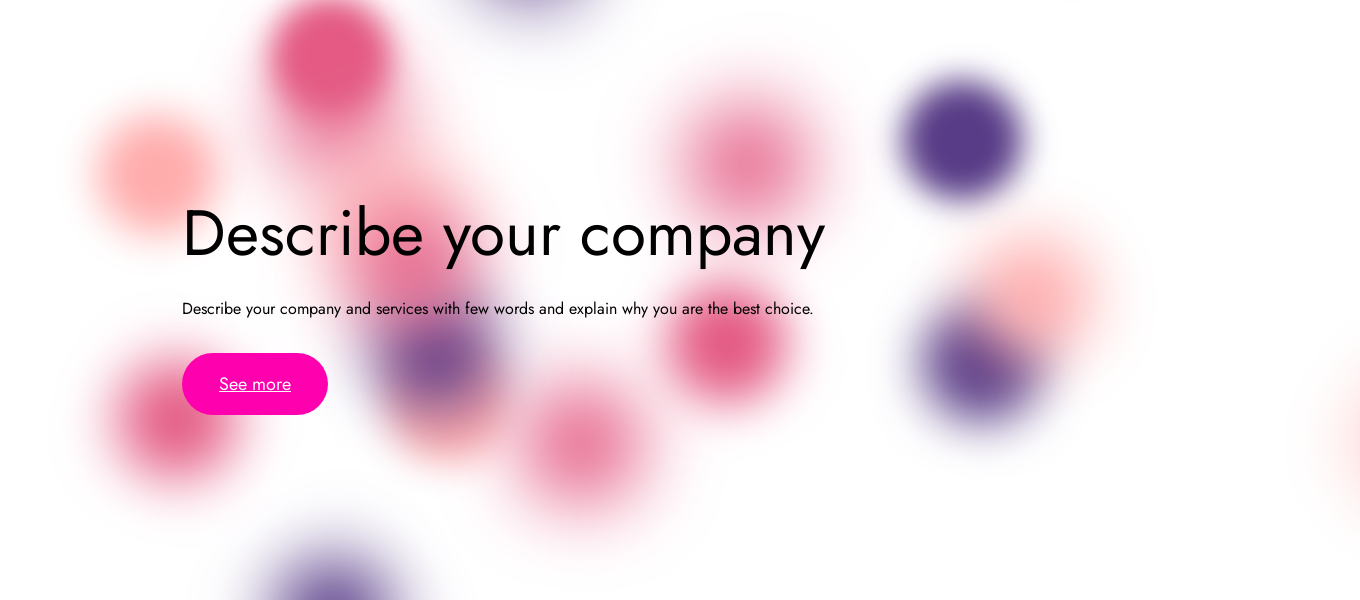 Describe your company
Describe your company and services with few words and explain why you are the best choice.
See more